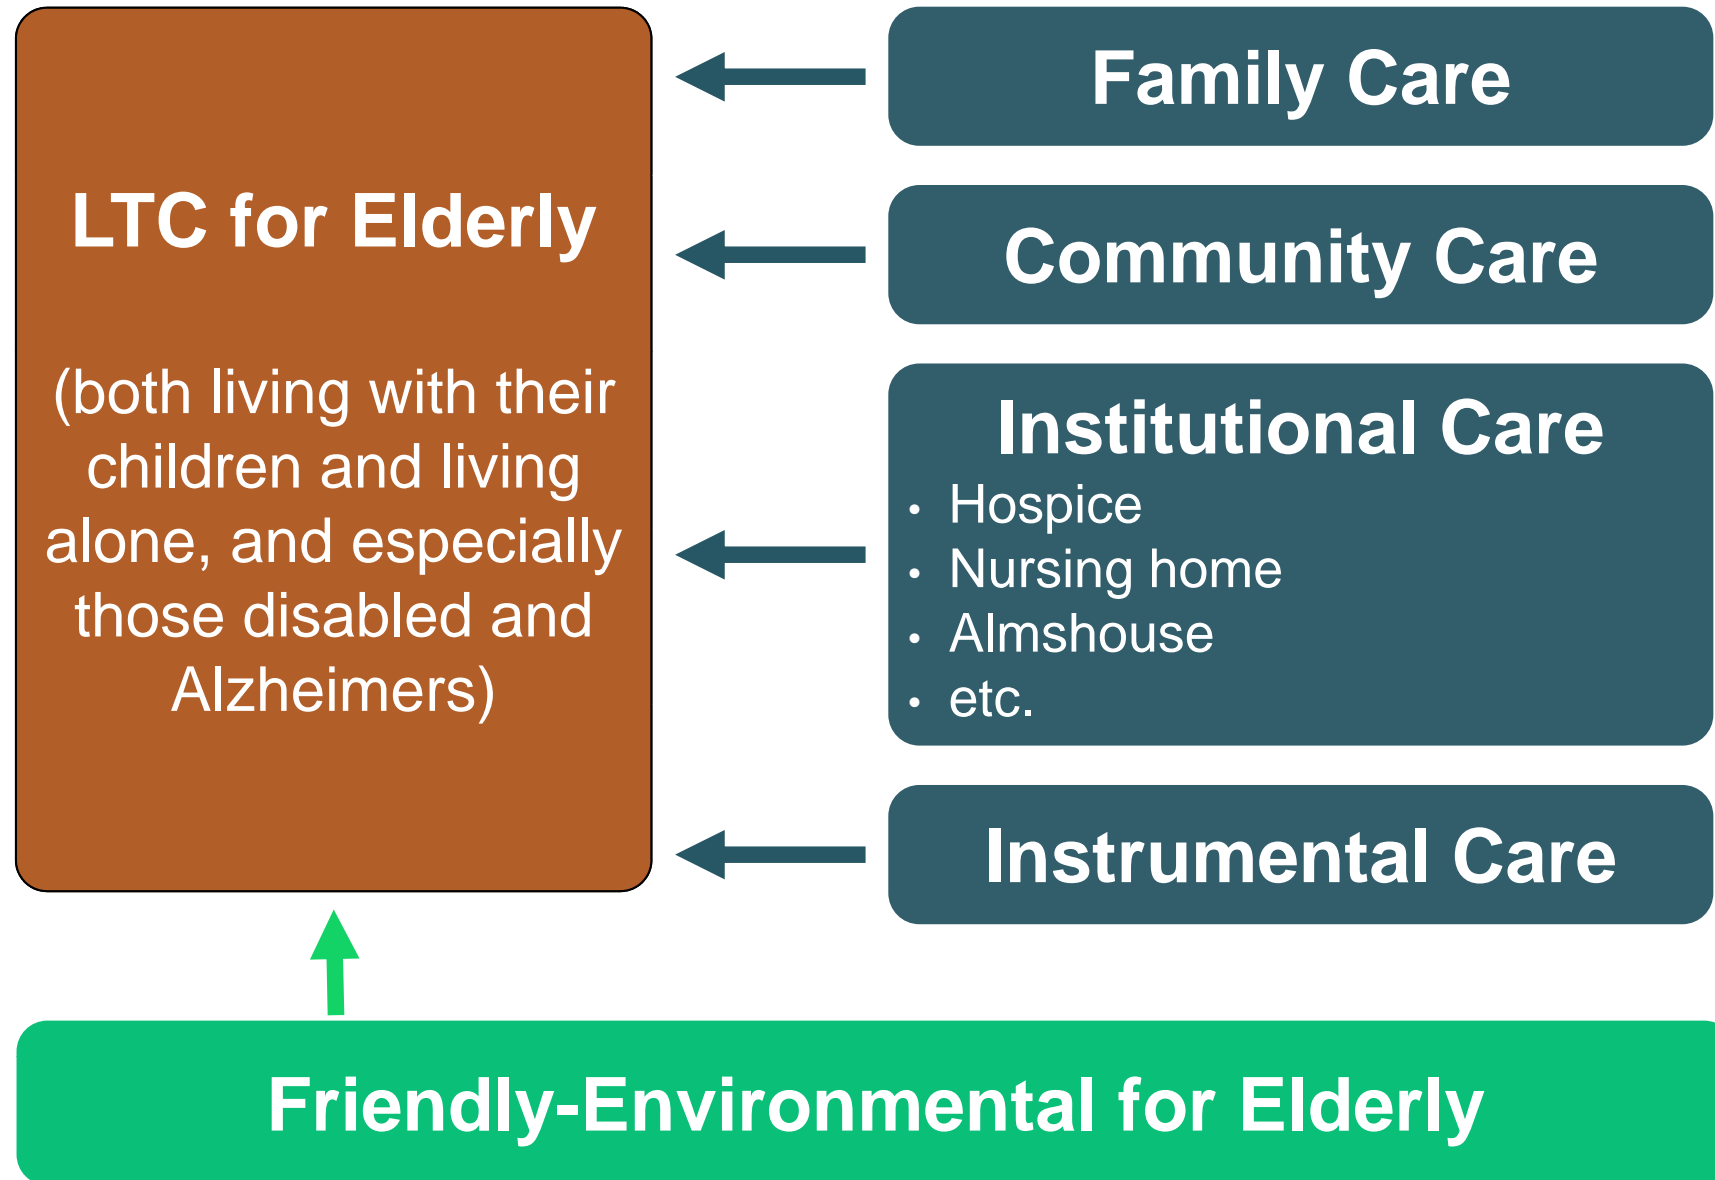 LTC for Elderly
(both living with their
children and living
alone, and especially
those disabled and
Alzheimers)
Family Care
Community Care
Institutional Care
• Hospice
• Nursing home
• Almshouse
• etc.
Instrumental Care
Friendly-Environmental for Elderly